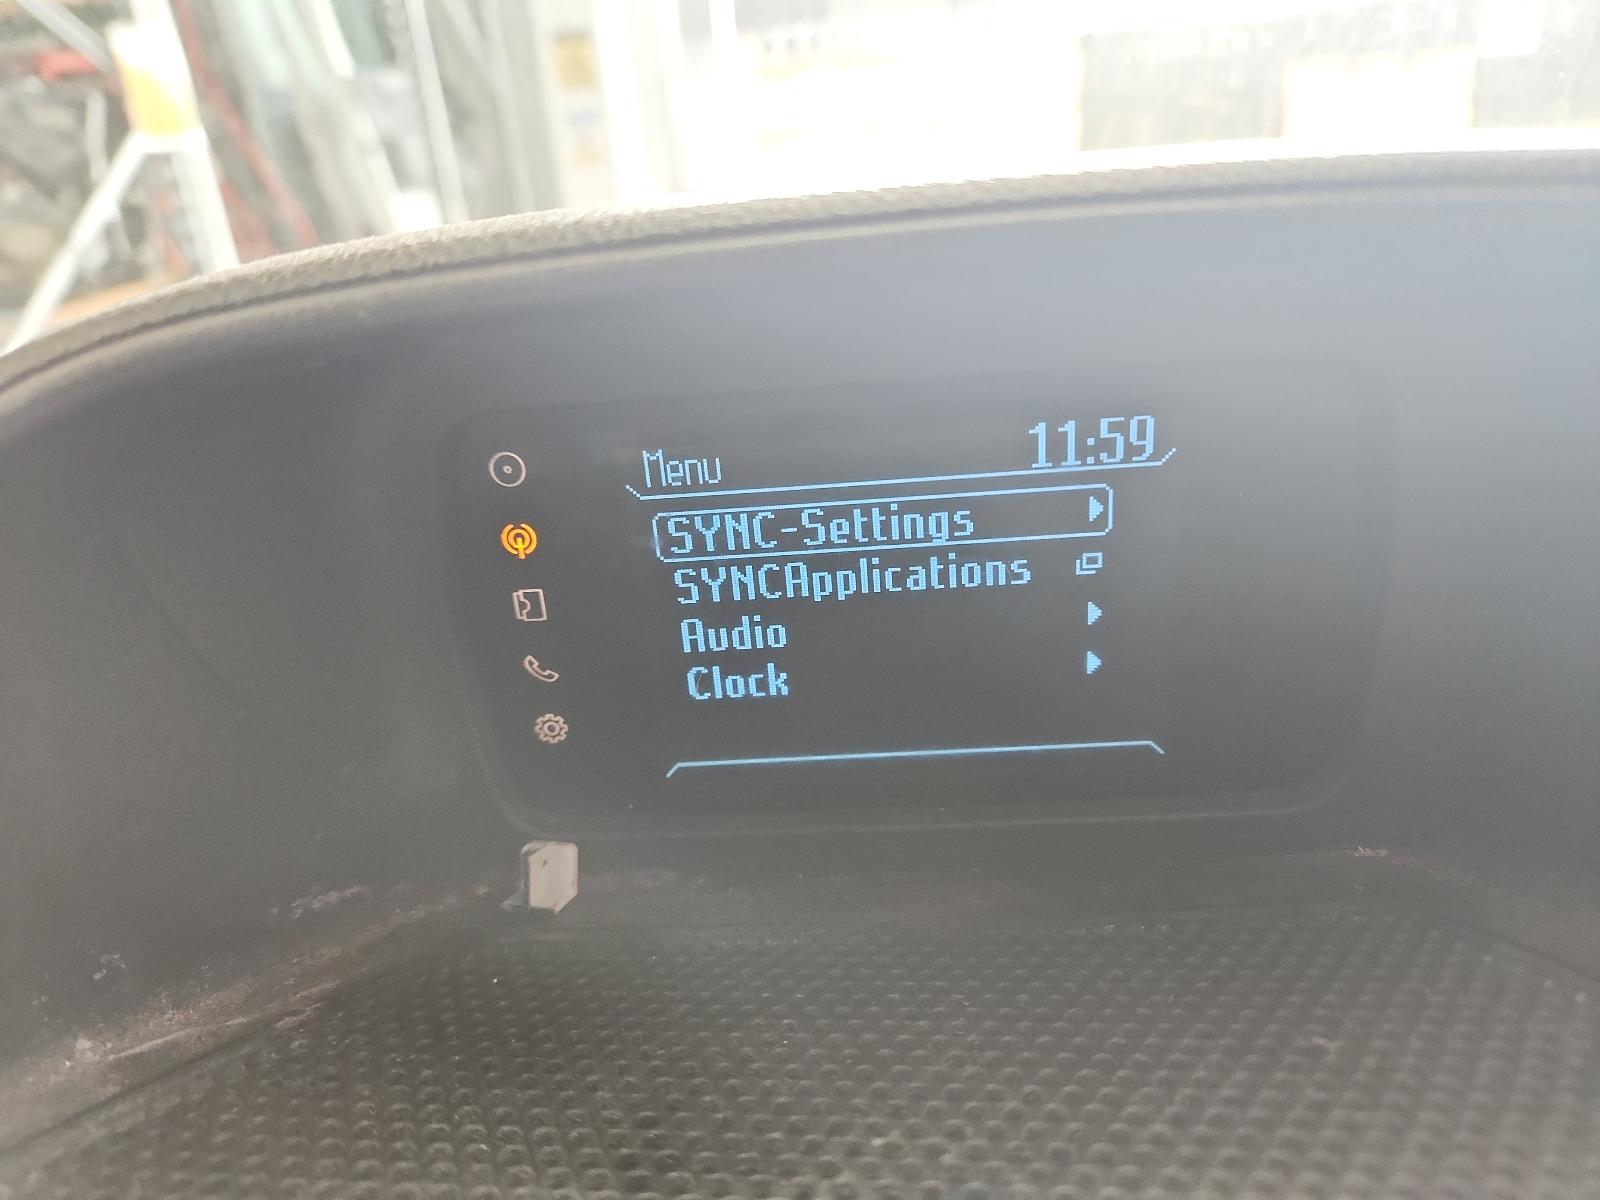 Menu 11:59
SYNC-Settings
SYNCApplications
Audio
Clock